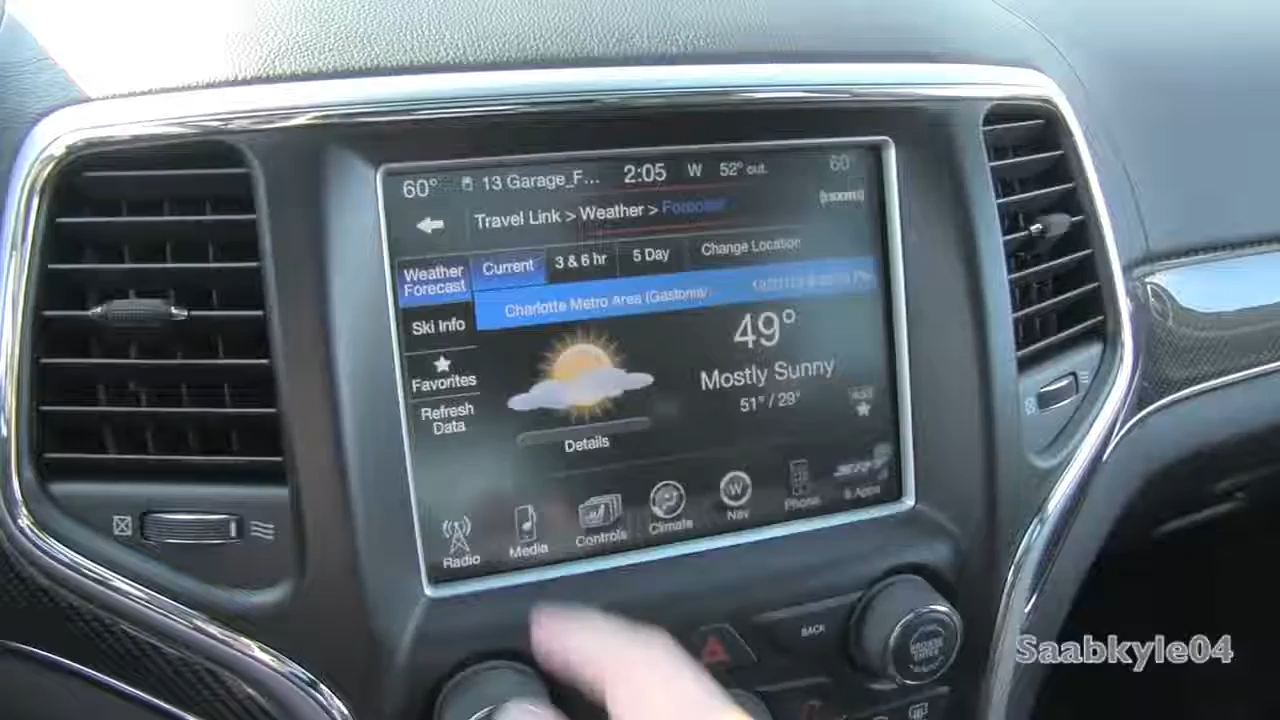 60° 13 Garage_F... 2:05 W 52° out. 60
Travel Link > Weather > Forecast
Weather Forecast
Current 3 & 6 hr 5 Day Change Location
Charlotte Metro Area (Gastonia/
Ski Info
49°
Favorites
Mostly Sunny
51° / 29°
Refresh Data
Details
Radio Media Controls Climate Nav Phone Apps
BACK
Saabkyle04